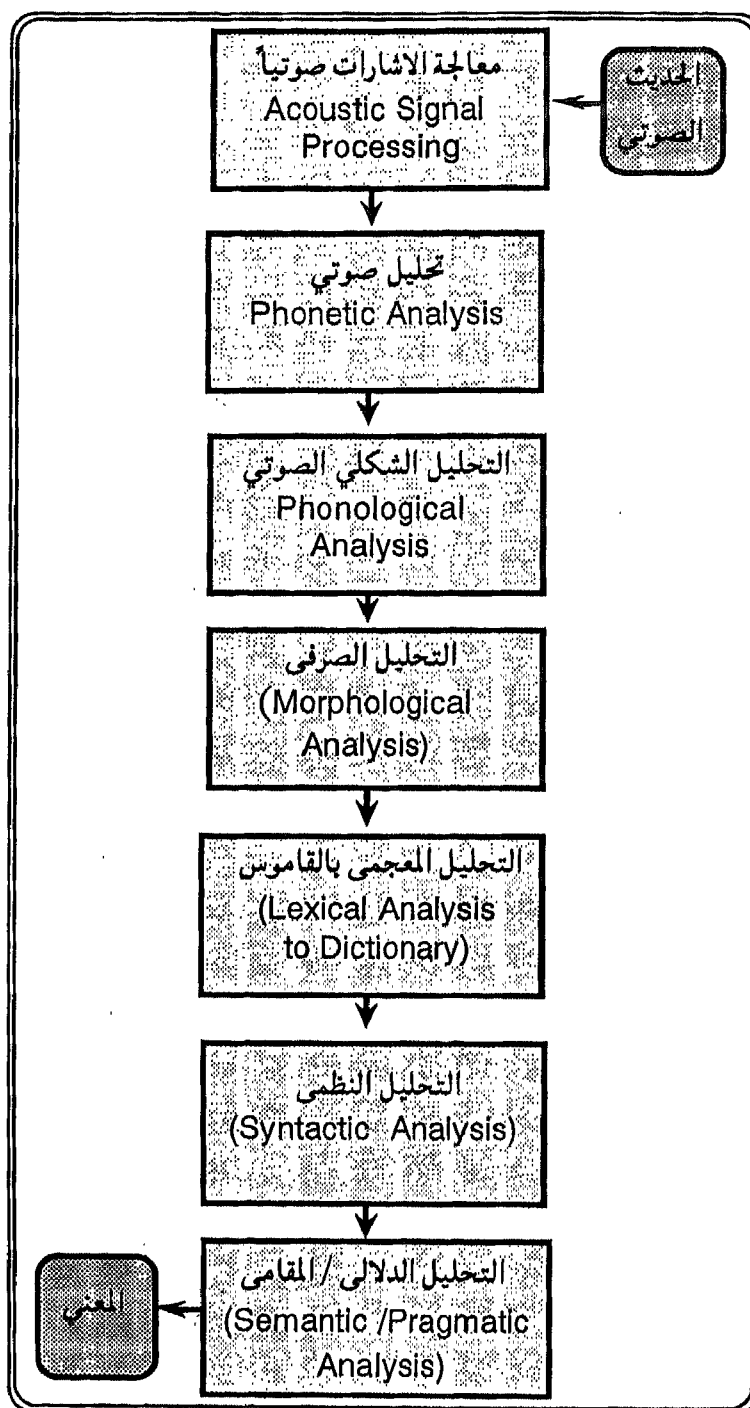 الحديث
الصوتي
معالجة الاشارات صوتياً
Acoustic Signal
Processing
تحليل صوتي
Phonetic Analysis
التحليل الشكلي الصوتي
Phonological
Analysis
التحليل الصرفى
(Morphological
Analysis)
التحليل المعجمى بالقاموس
(Lexical Analysis
to Dictionary)
التحليل النظمى
(Syntactic Analysis)
التحليل الدلالى / المقامى
(Semantic /Pragmatic
Analysis)
المعني